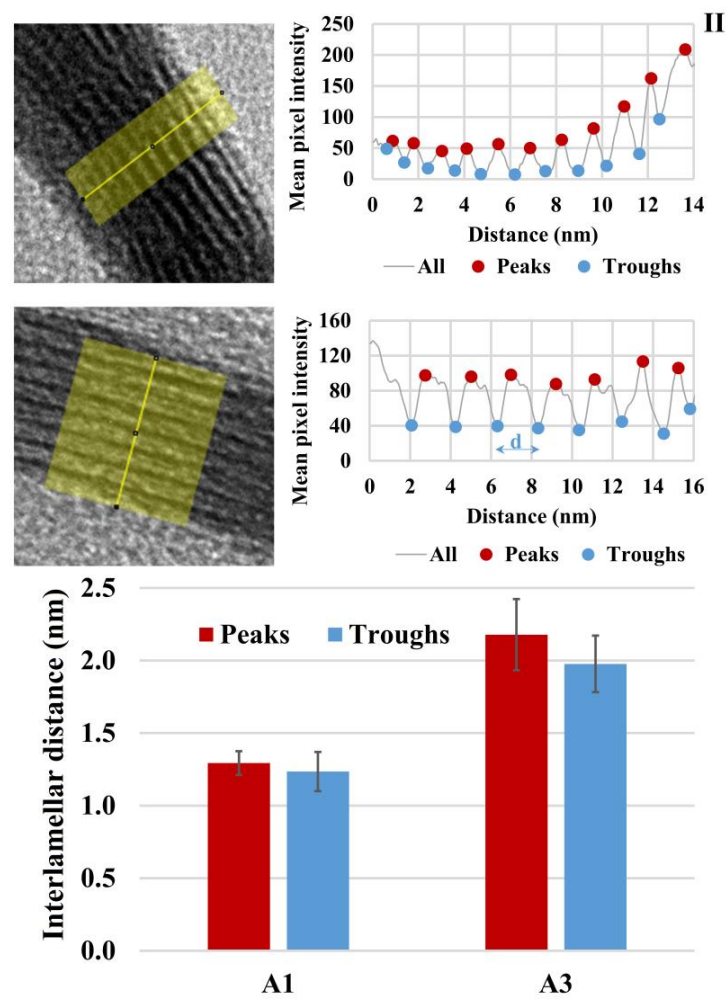 II
Mean pixel intensity
250
200
150
100
50
0
0 2 4 6 8 10 12 14
Distance (nm)
All Peaks Troughs
Mean pixel intensity
160
120
80
40
0
d
0 2 4 6 8 10 12 14 16
Distance (nm)
All Peaks Troughs
Interlamellar distance (nm)
2.5
2.0
1.5
1.0
0.5
0.0
Peaks Troughs
A1 A3